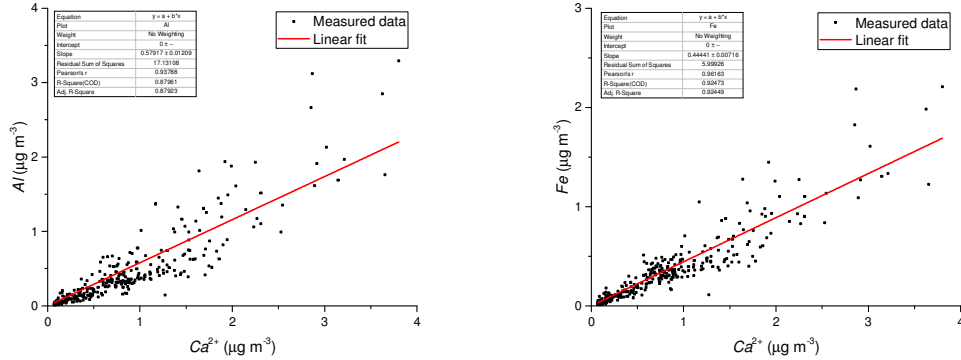 Equation y = a + b*x
Plot Al
Weight No Weighting
Intercept 0 ± --
Slope 0.57917 ± 0.01209
Residual Sum of Squares 17.13108
Pearson's r 0.93788
R-Square(COD) 0.87961
Adj. R-Square 0.87923
Measured data
Linear fit
4
3
2
1
0
Al (μg m⁻³)
0 1 2 3 4
Ca²⁺ (μg m⁻³)
Equation y = a + b*x
Plot Fe
Weight No Weighting
Intercept 0 ± --
Slope 0.44441 ± 0.00716
Residual Sum of Squares 5.99926
Pearson's r 0.96163
R-Square(COD) 0.92473
Adj. R-Square 0.92449
Measured data
Linear fit
3
2
1
0
Fe (μg m⁻³)
0 1 2 3 4
Ca²⁺ (μg m⁻³)